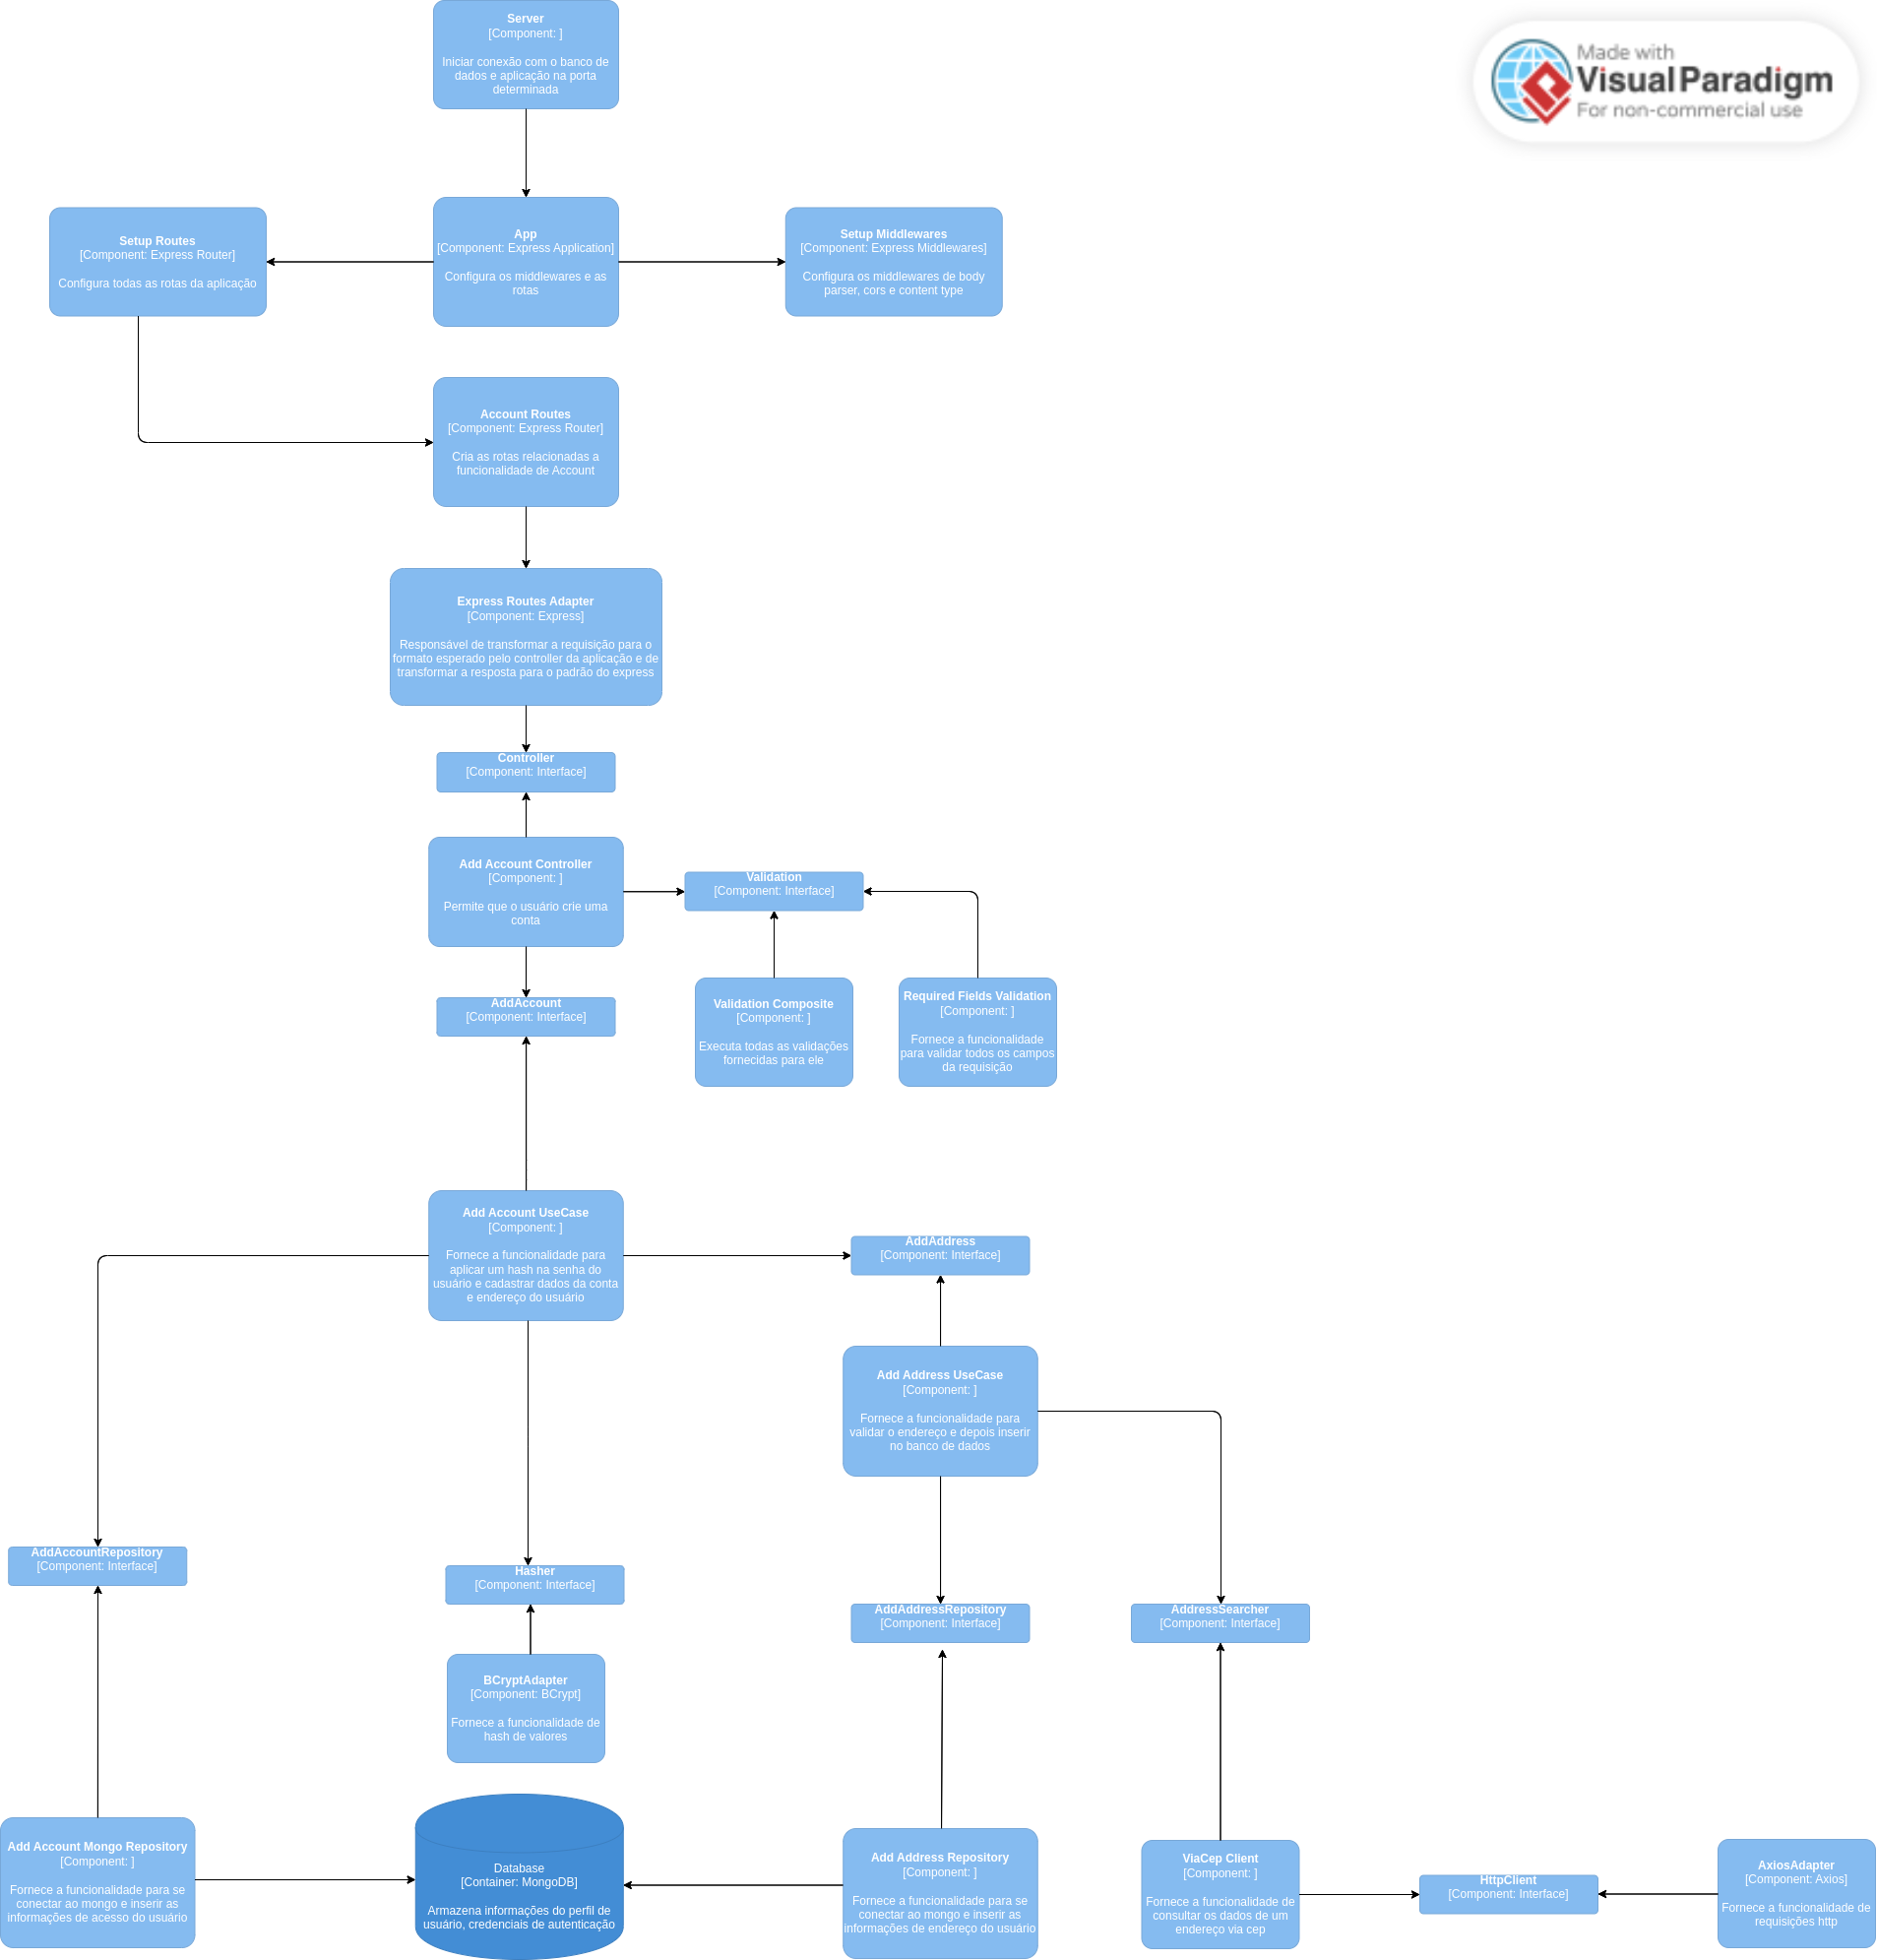 Server
[Component: ]
Iniciar conexão com o banco de
dados e aplicação na porta
determinada
Made with
Visual Paradigm
For non-commercial use
Setup Routes
[Component: Express Router]
Configura todas as rotas da aplicação
App
[Component: Express Application]
Configura os middlewares e as
rotas
Setup Middlewares
[Component: Express Middlewares]
Configura os middlewares de body
parser, cors e content type
Account Routes
[Component: Express Router]
Cria as rotas relacionadas a
funcionalidade de Account
Express Routes Adapter
[Component: Express]
Responsável de transformar a requisição para o
formato esperado pelo controller da aplicação e de
transformar a resposta para o padrão do express
Controller
[Component: Interface]
Add Account Controller
[Component: ]
Permite que o usuário crie uma
conta
Validation
[Component: Interface]
AddAccount
[Component: Interface]
Validation Composite
[Component: ]
Executa todas as validações
fornecidas para ele
Required Fields Validation
[Component: ]
Fornece a funcionalidade
para validar todos os campos
da requisição
Add Account UseCase
[Component: ]
Fornece a funcionalidade para
aplicar um hash na senha do
usuário e cadastrar dados da conta
e endereço do usuário
AddAddress
[Component: Interface]
Add Address UseCase
[Component: ]
Fornece a funcionalidade para
validar o endereço e depois inserir
no banco de dados
AddAccountRepository
[Component: Interface]
Hasher
[Component: Interface]
AddAddressRepository
[Component: Interface]
AddressSearcher
[Component: Interface]
BCryptAdapter
[Component: BCrypt]
Fornece a funcionalidade de
hash de valores
Add Account Mongo Repository
[Component: ]
Fornece a funcionalidade para se
conectar ao mongo e inserir as
informações de acesso do usuário
Database
[Container: MongoDB]
Armazena informações do perfil de
usuário, credenciais de autenticação
Add Address Repository
[Component: ]
Fornece a funcionalidade para se
conectar ao mongo e inserir as
informações de endereço do usuário
ViaCep Client
[Component: ]
Fornece a funcionalidade de
consultar os dados de um
endereço via cep
HttpClient
[Component: Interface]
AxiosAdapter
[Component: Axios]
Fornece a funcionalidade de
requisições http